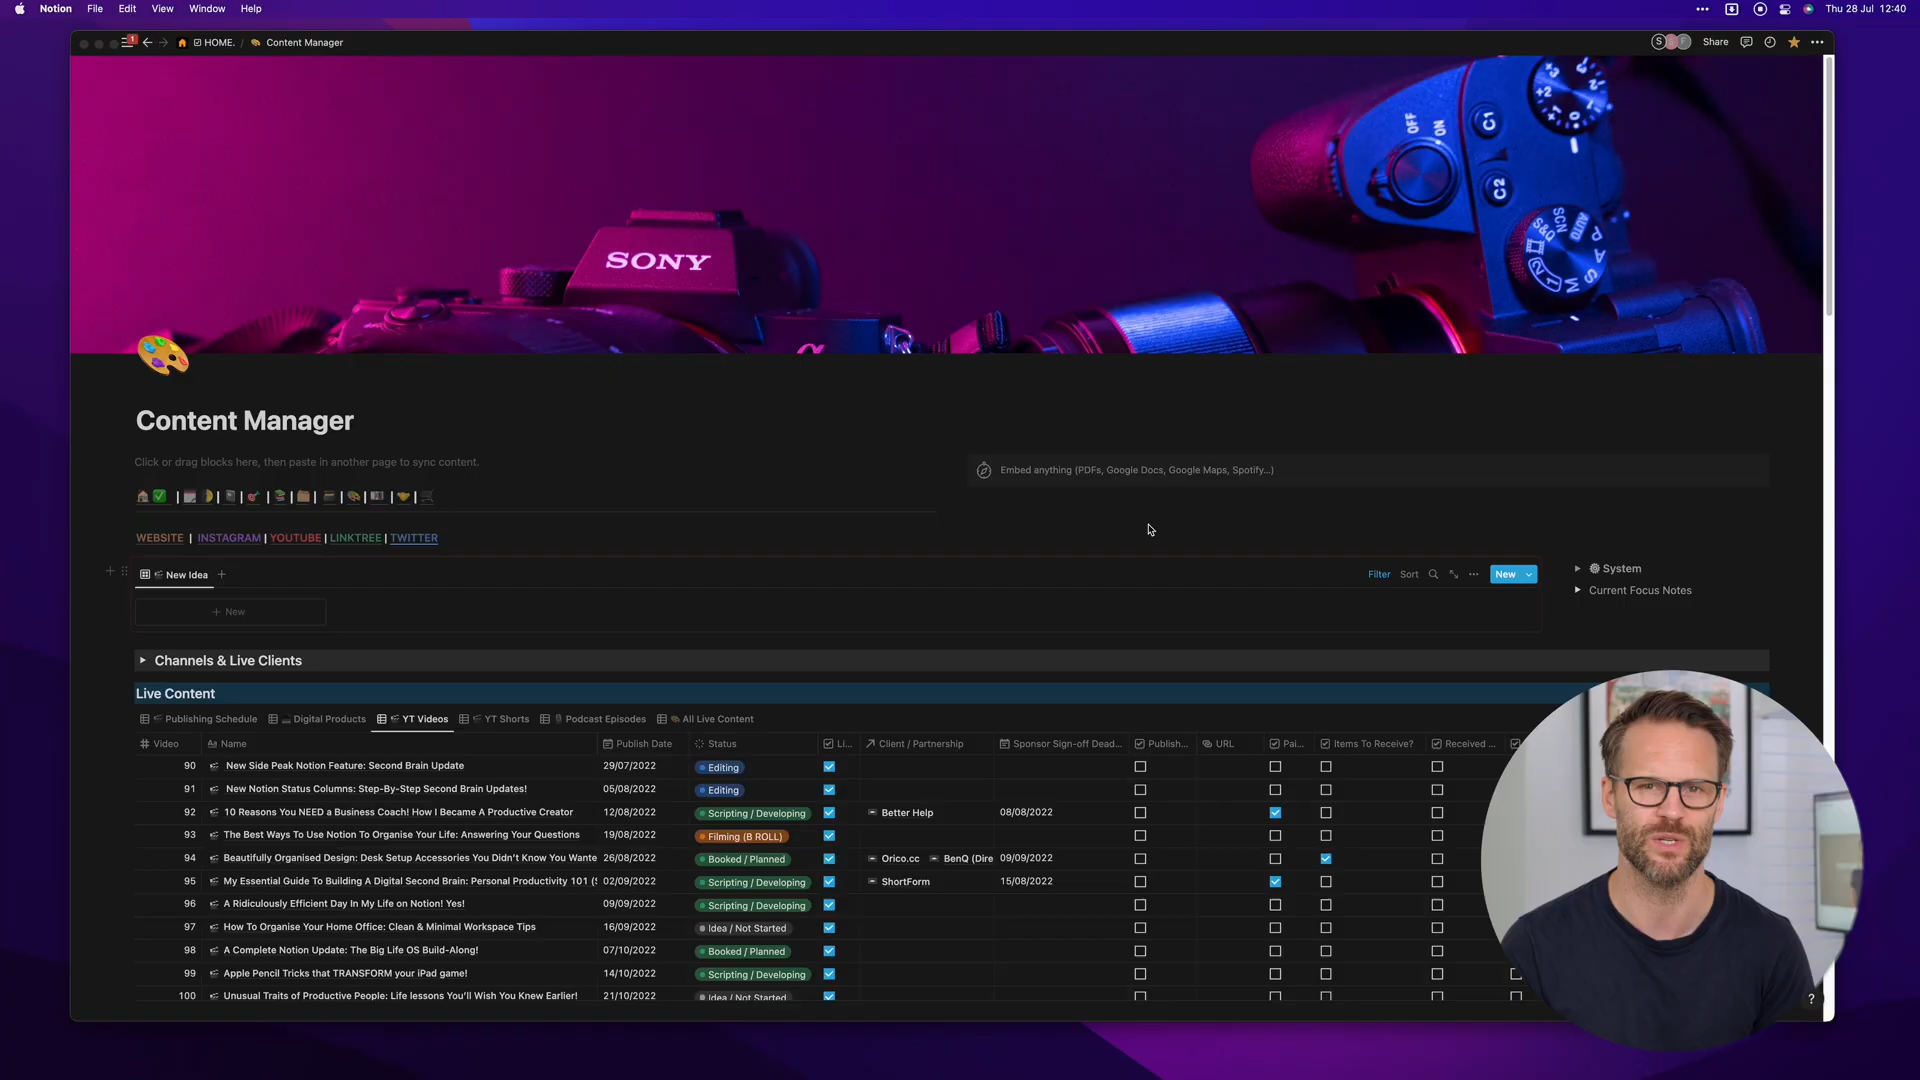 Notion File Edit View Window Help Thu 28 Jul 12:40
1 HOME. / Content Manager S S F Share
SONY
α
OFF ON C1 C2
+3 +2 +1 0
S&Q SCN AUTO P A S M 1 2
Content Manager
Click or drag blocks here, then paste in another page to sync content.
Embed anything (PDFs, Google Docs, Google Maps, Spotify...)
WEBSITE | INSTAGRAM | YOUTUBE | LINKTREE | TWITTER
New Idea Filter Sort New
System
Current Focus Notes
New
Channels & Live Clients
Live Content
Publishing Schedule Digital Products YT Videos YT Shorts Podcast Episodes All Live Content
Video Name Publish Date Status Li... Client / Partnership Sponsor Sign-off Dead... Publish... URL Pai... Items To Receive? Received ...
90 New Side Peak Notion Feature: Second Brain Update 29/07/2022 Editing
91 New Notion Status Columns: Step-By-Step Second Brain Updates! 05/08/2022 Editing
92 10 Reasons You NEED a Business Coach! How I Became A Productive Creator 12/08/2022 Scripting / Developing Better Help 08/08/2022
93 The Best Ways To Use Notion To Organise Your Life: Answering Your Questions 19/08/2022 Filming (B ROLL)
94 Beautifully Organised Design: Desk Setup Accessories You Didn't Know You Wante 26/08/2022 Booked / Planned Orico.cc BenQ (Dire 09/09/2022
95 My Essential Guide To Building A Digital Second Brain: Personal Productivity 101 (S 02/09/2022 Scripting / Developing ShortForm 15/08/2022
96 A Ridiculously Efficient Day In My Life on Notion! Yes! 09/09/2022 Scripting / Developing
97 How To Organise Your Home Office: Clean & Minimal Workspace Tips 16/09/2022 Idea / Not Started
98 A Complete Notion Update: The Big Life OS Build-Along! 07/10/2022 Booked / Planned
99 Apple Pencil Tricks that TRANSFORM your iPad game! 14/10/2022 Scripting / Developing
100 Unusual Traits of Productive People: Life lessons You'll Wish You Knew Earlier! 21/10/2022 Idea / Not Started
?